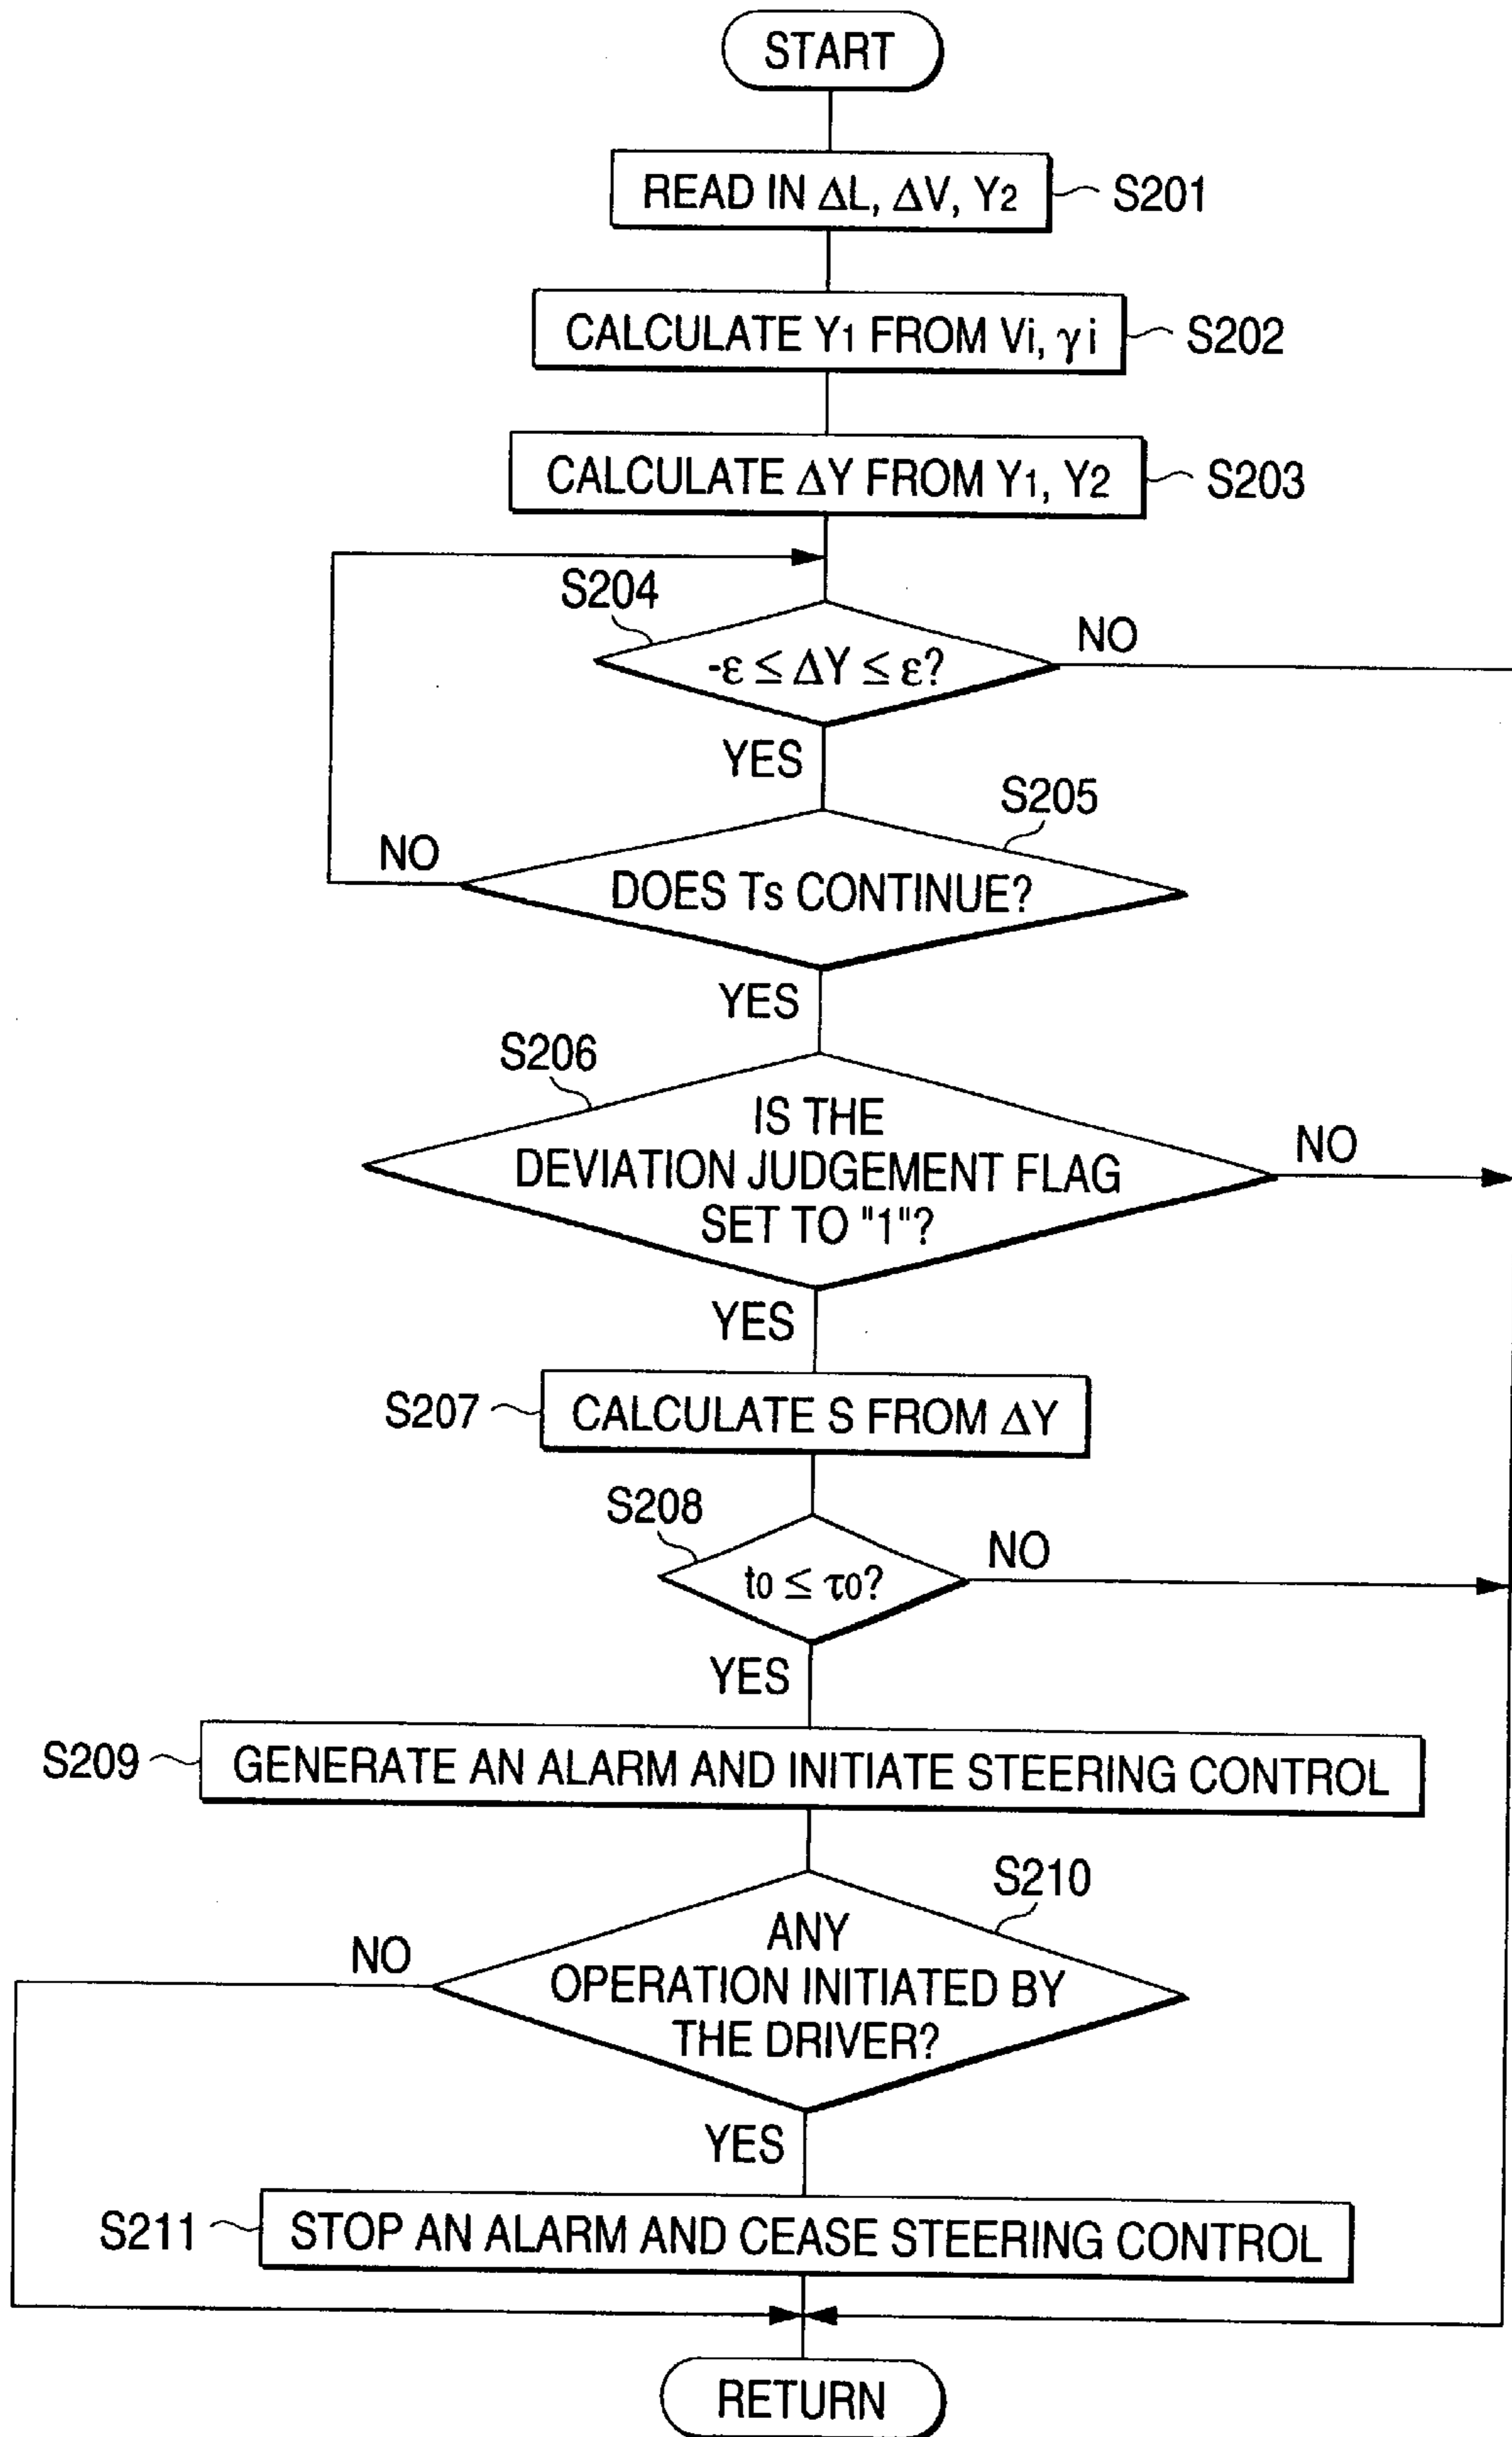 START
READ IN ΔL, ΔV, Y2
S201
CALCULATE Y1 FROM Vi, γi
S202
CALCULATE ΔY FROM Y1, Y2
S203
S204
-ε ≤ ΔY ≤ ε?
NO
YES
S205
DOES Ts CONTINUE?
NO
YES
S206
IS THE
DEVIATION JUDGEMENT FLAG
SET TO "1"?
NO
YES
S207
CALCULATE S FROM ΔY
S208
t0 ≤ τ0?
NO
YES
S209
GENERATE AN ALARM AND INITIATE STEERING CONTROL
S210
ANY
OPERATION INITIATED BY
THE DRIVER?
NO
YES
S211
STOP AN ALARM AND CEASE STEERING CONTROL
RETURN